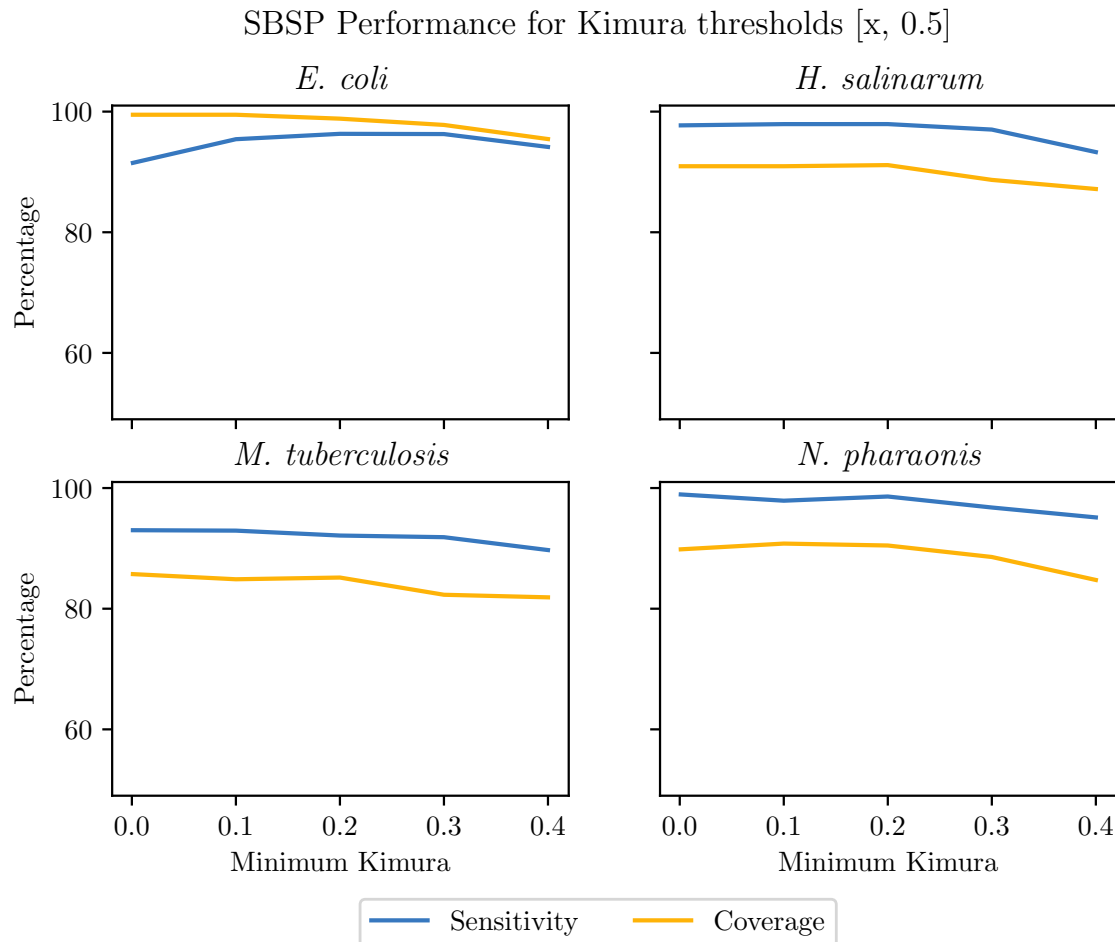 SBSP Performance for Kimura thresholds [x, 0.5]
E. coli
H. salinarum
100
80
60
Percentage
M. tuberculosis
N. pharaonis
100
80
60
Percentage
0.0 0.1 0.2 0.3 0.4
0.0 0.1 0.2 0.3 0.4
Minimum Kimura
Minimum Kimura
Sensitivity
Coverage